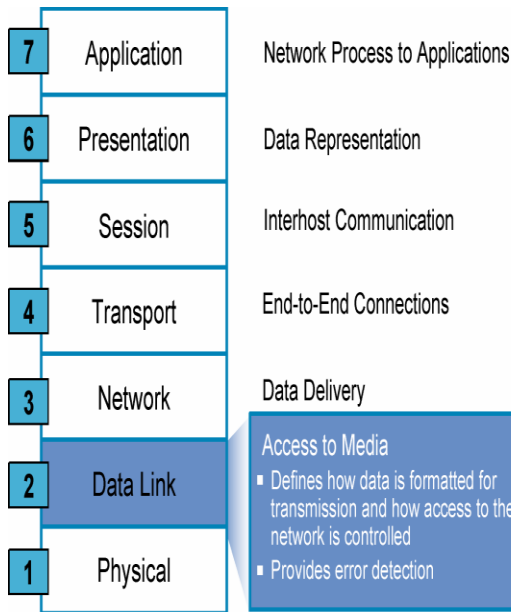 7 Application Network Process to Applications
6 Presentation Data Representation
5 Session Interhost Communication
4 Transport End-to-End Connections
3 Network Data Delivery
Access to Media
2 Data Link
▪ Defines how data is formatted for
transmission and how access to the
network is controlled
▪ Provides error detection
1 Physical